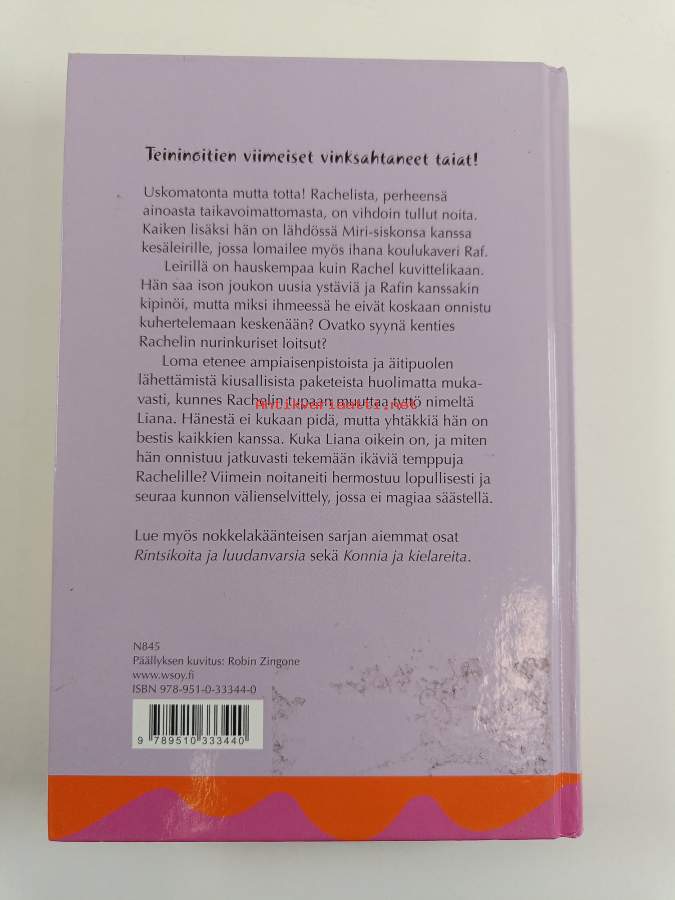 Teininoitien viimeiset vinksahtaneet taiat!
Uskomatonta mutta totta! Rachelista, perheensä
ainoasta taikavoimattomasta, on vihdoin tullut noita.
Kaiken lisäksi hän on lähdössä Miri-siskonsa kanssa
kesäleirille, jossa lomailee myös ihana koulukaveri Raf.
Leirillä on hauskempaa kuin Rachel kuvittelikaan.
Hän saa ison joukon uusia ystäviä ja Rafin kanssakin
kipinöi, mutta miksi ihmeessä he eivät koskaan onnistu
kuhertelemaan keskenään? Ovatko syynä kenties
Rachelin nurinkuriset loitsut?
Loma etenee ampiaisenpistoista ja äitipuolen
lähettämistä kiusallisista paketeista huolimatta muka-
vasti, kunnes Rachelin tupaan muuttaa tyttö nimeltä
Antikvariaatti.net
Liana. Hänestä ei kukaan pidä, mutta yhtäkkiä hän on
bestis kaikkien kanssa. Kuka Liana oikein on, ja miten
hän onnistuu jatkuvasti tekemään ikäviä temppuja
Rachelille? Viimein noitaneiti hermostuu lopullisesti ja
seuraa kunnon välienselvittely, jossa ei magiaa säästellä.
Lue myös nokkelakäänteisen sarjan aiemmat osat
Rintsikoita ja luudanvarsia sekä Konnia ja kielareita.
N845
Päällyksen kuvitus: Robin Zingone
www.wsoy.fi
ISBN 978-951-0-33344-0
9 789510 333440